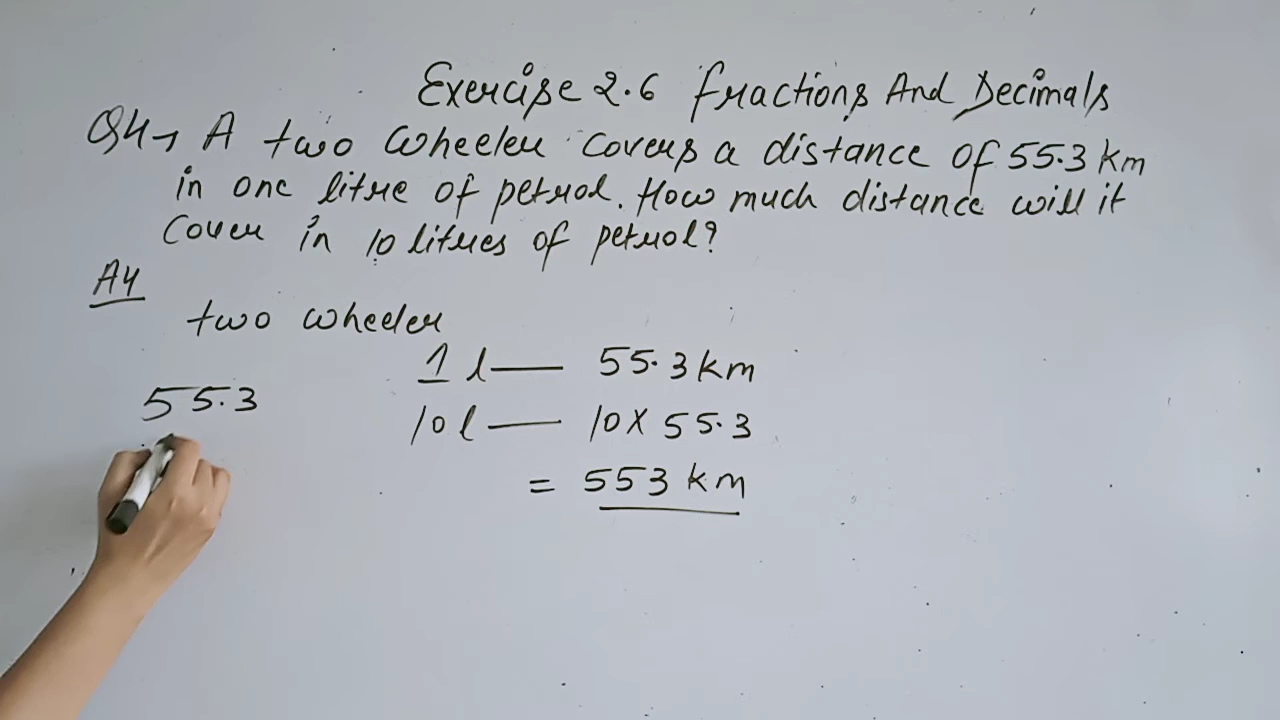 Exercise 2.6 Fractions And Decimals
Q4→ A two wheeler covers a distance of 55.3 km
in one litre of petrol. How much distance will it
cover in 10 litres of petrol?
A4
two wheeler
1 l — 55.3 km
10 l — 10 x 55.3
= 553 km
55.3